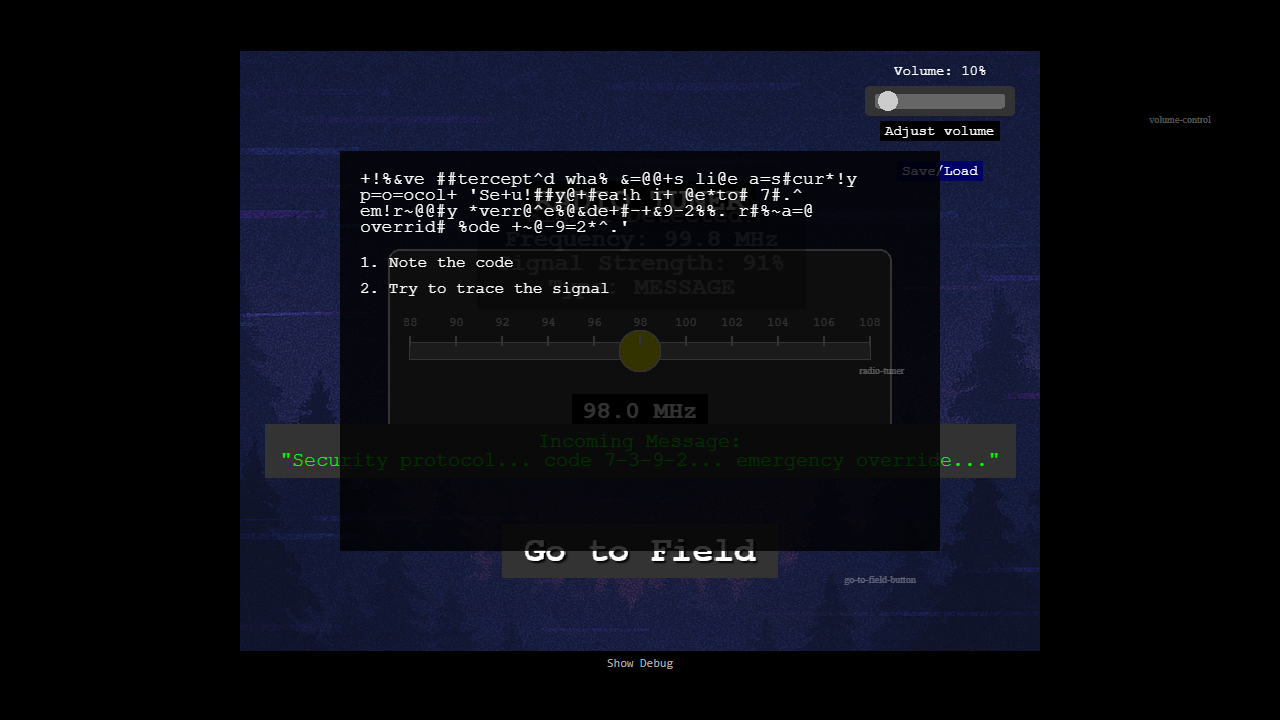 Volume: 10%
volume-control
Adjust volume
Save/Load
+!%&ve ##tercept^d wha% &=@@+s li@e a=s#cur*!y
p=o=ocol+ 'Se+u!##y@+#ea!h i+ @e*to# 7#.^
em!r~@@#y *verr@^e%@&de+#-+&9-2%%. r#%~a=@
overrid# %ode +~@-9=2*^.'
Frequency: 99.8 MHz
Signal Strength: 91%
Type: MESSAGE
1. Note the code
2. Try to trace the signal
88 90 92 94 96 98 100 102 104 106 108
radio-tuner
98.0 MHz
Incoming Message:
"Security protocol... code 7-3-9-2... emergency override..."
Go to Field
go-to-field-button
Show Debug